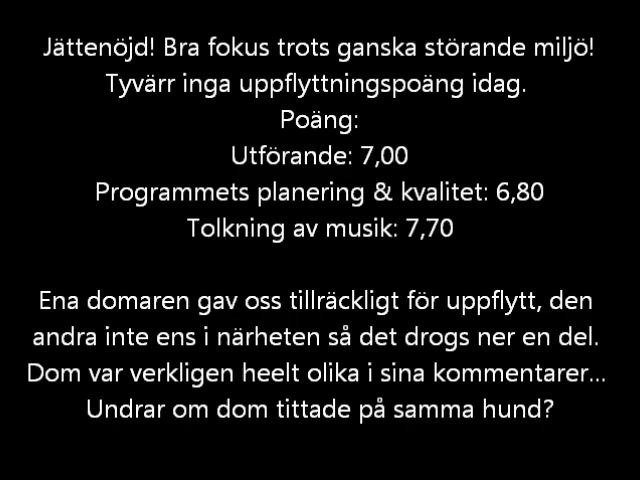 Jättenöjd! Bra fokus trots ganska störande miljö!
Tyvärr inga uppflyttningspoäng idag.
Poäng:
Utförande: 7,00
Programmets planering & kvalitet: 6,80
Tolkning av musik: 7,70
Ena domaren gav oss tillräckligt för uppflytt, den
andra inte ens i närheten så det drogs ner en del.
Dom var verkligen heelt olika i sina kommentarer...
Undrar om dom tittade på samma hund?